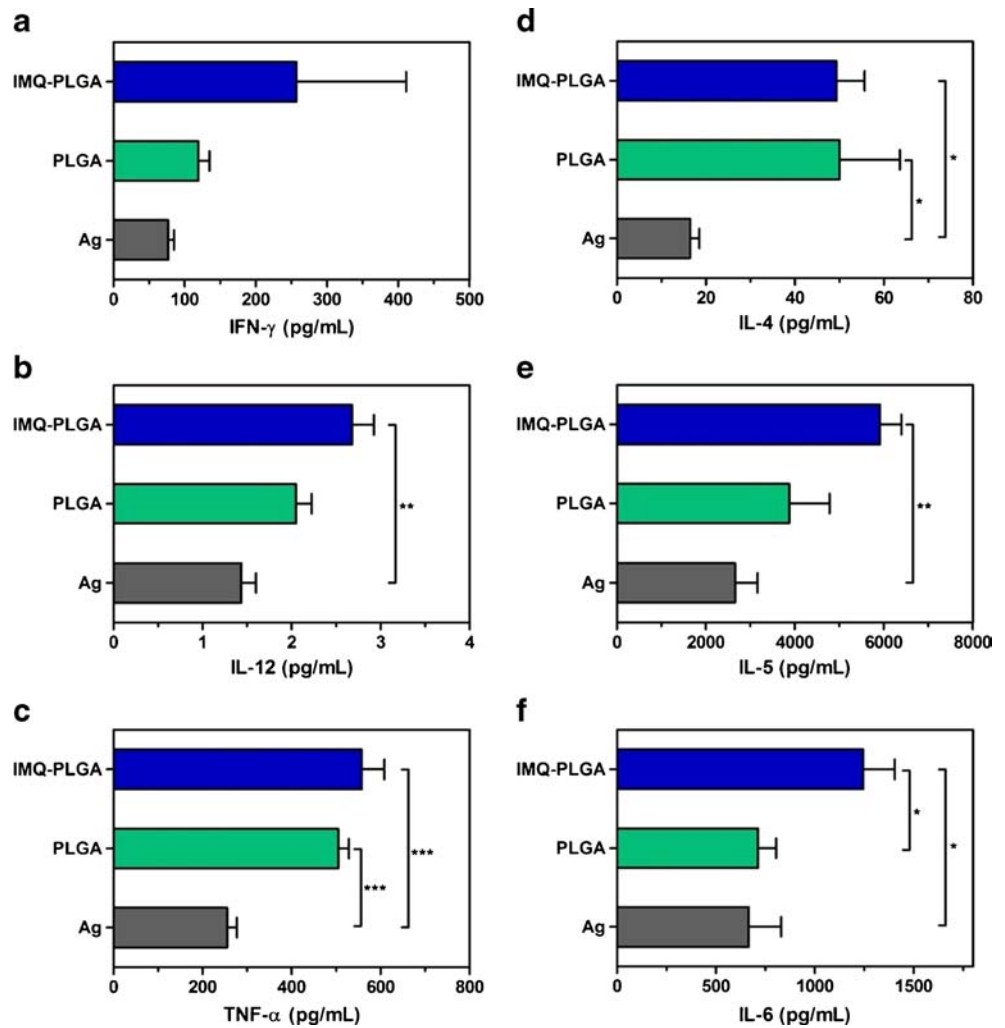 a
IMQ-PLGA
PLGA
Ag
0 100 200 300 400 500
IFN-γ (pg/mL)
b
IMQ-PLGA
**
PLGA
Ag
0 1 2 3 4
IL-12 (pg/mL)
c
IMQ-PLGA
***
PLGA
***
Ag
0 200 400 600 800
TNF-α (pg/mL)
d
IMQ-PLGA
*
PLGA
*
Ag
0 20 40 60 80
IL-4 (pg/mL)
e
IMQ-PLGA
**
PLGA
Ag
0 2000 4000 6000 8000
IL-5 (pg/mL)
f
IMQ-PLGA
*
PLGA
*
Ag
0 500 1000 1500
IL-6 (pg/mL)